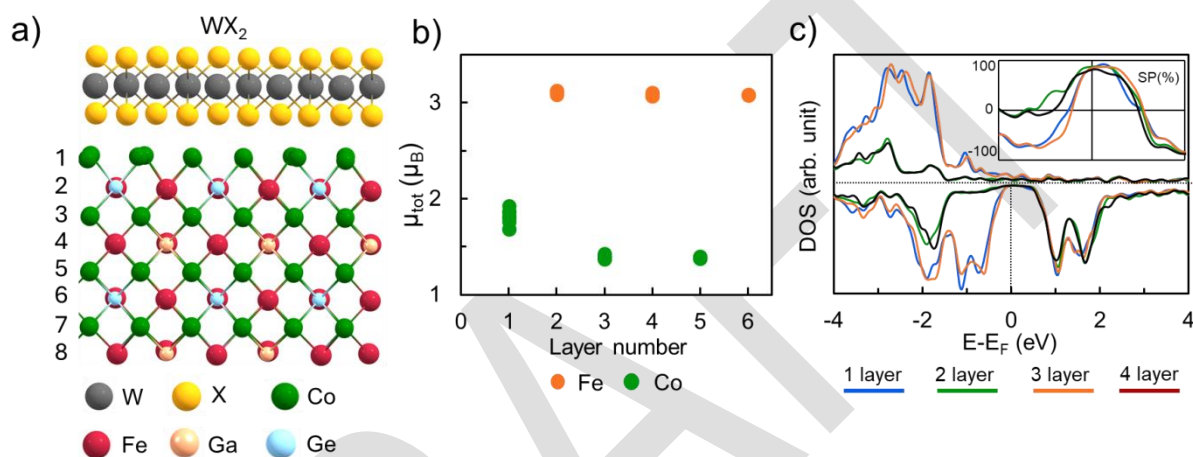 a)
WX₂
1
2
3
4
5
6
7
8
W
X
Co
Fe
Ga
Ge
b)
μtot (μB)
3
2
1
0 1 2 3 4 5 6
Layer number
Fe Co
c)
DOS (arb. unit)
100
0
-100
SP(%)
-4 -2 0 2 4
E-EF (eV)
1 layer 2 layer 3 layer 4 layer